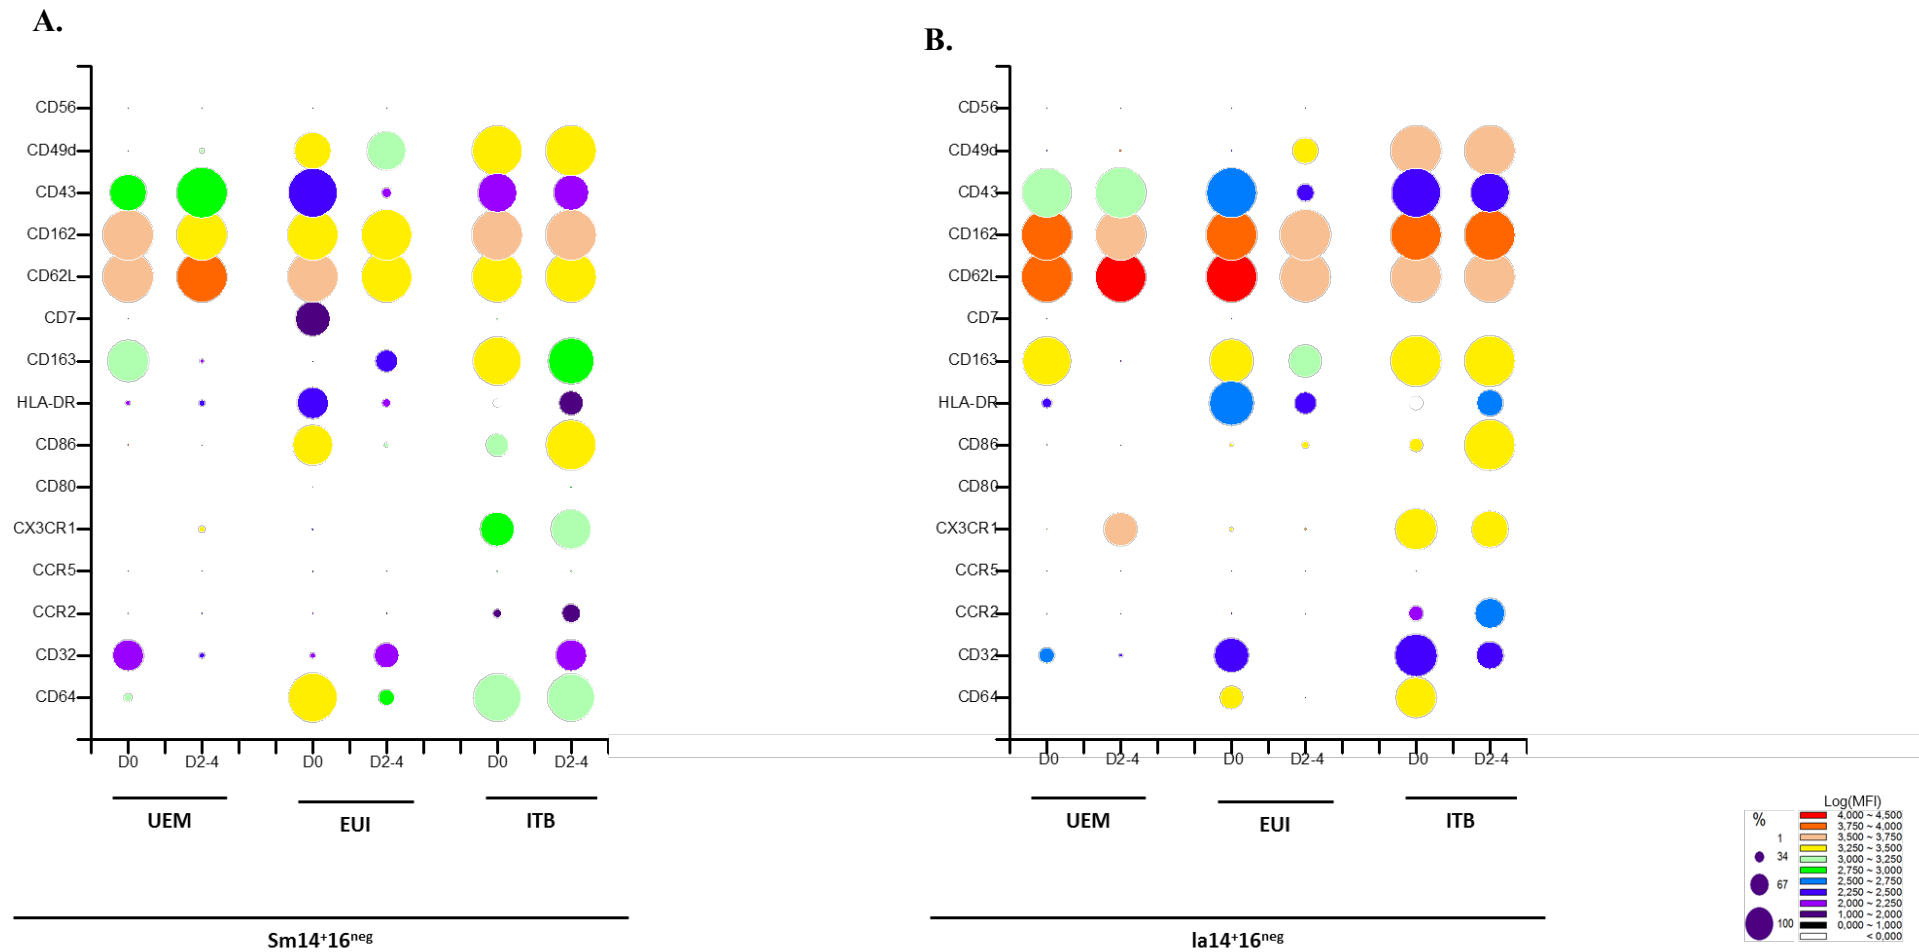 A.
CD56
CD49d
CD43
CD162
CD62L
CD7
CD163
HLA-DR
CD86
CD80
CX3CR1
CCR5
CCR2
CD32
CD64
D0 D2-4 D0 D2-4 D0 D2-4
UEM EUI ITB
Sm14⁺16ⁿᵉᵍ
B.
CD56
CD49d
CD43
CD162
CD62L
CD7
CD163
HLA-DR
CD86
CD80
CX3CR1
CCR5
CCR2
CD32
CD64
D0 D2-4 D0 D2-4 D0 D2-4
UEM EUI ITB
la14⁺16ⁿᵉᵍ
%
1
34
67
100
Log(MFI)
4,000 ~ 4,500
3,750 ~ 4,000
3,500 ~ 3,750
3,250 ~ 3,500
3,000 ~ 3,250
2,750 ~ 3,000
2,500 ~ 2,750
2,250 ~ 2,500
2,000 ~ 2,250
1,000 ~ 2,000
0,000 ~ 1,000
< 0,000